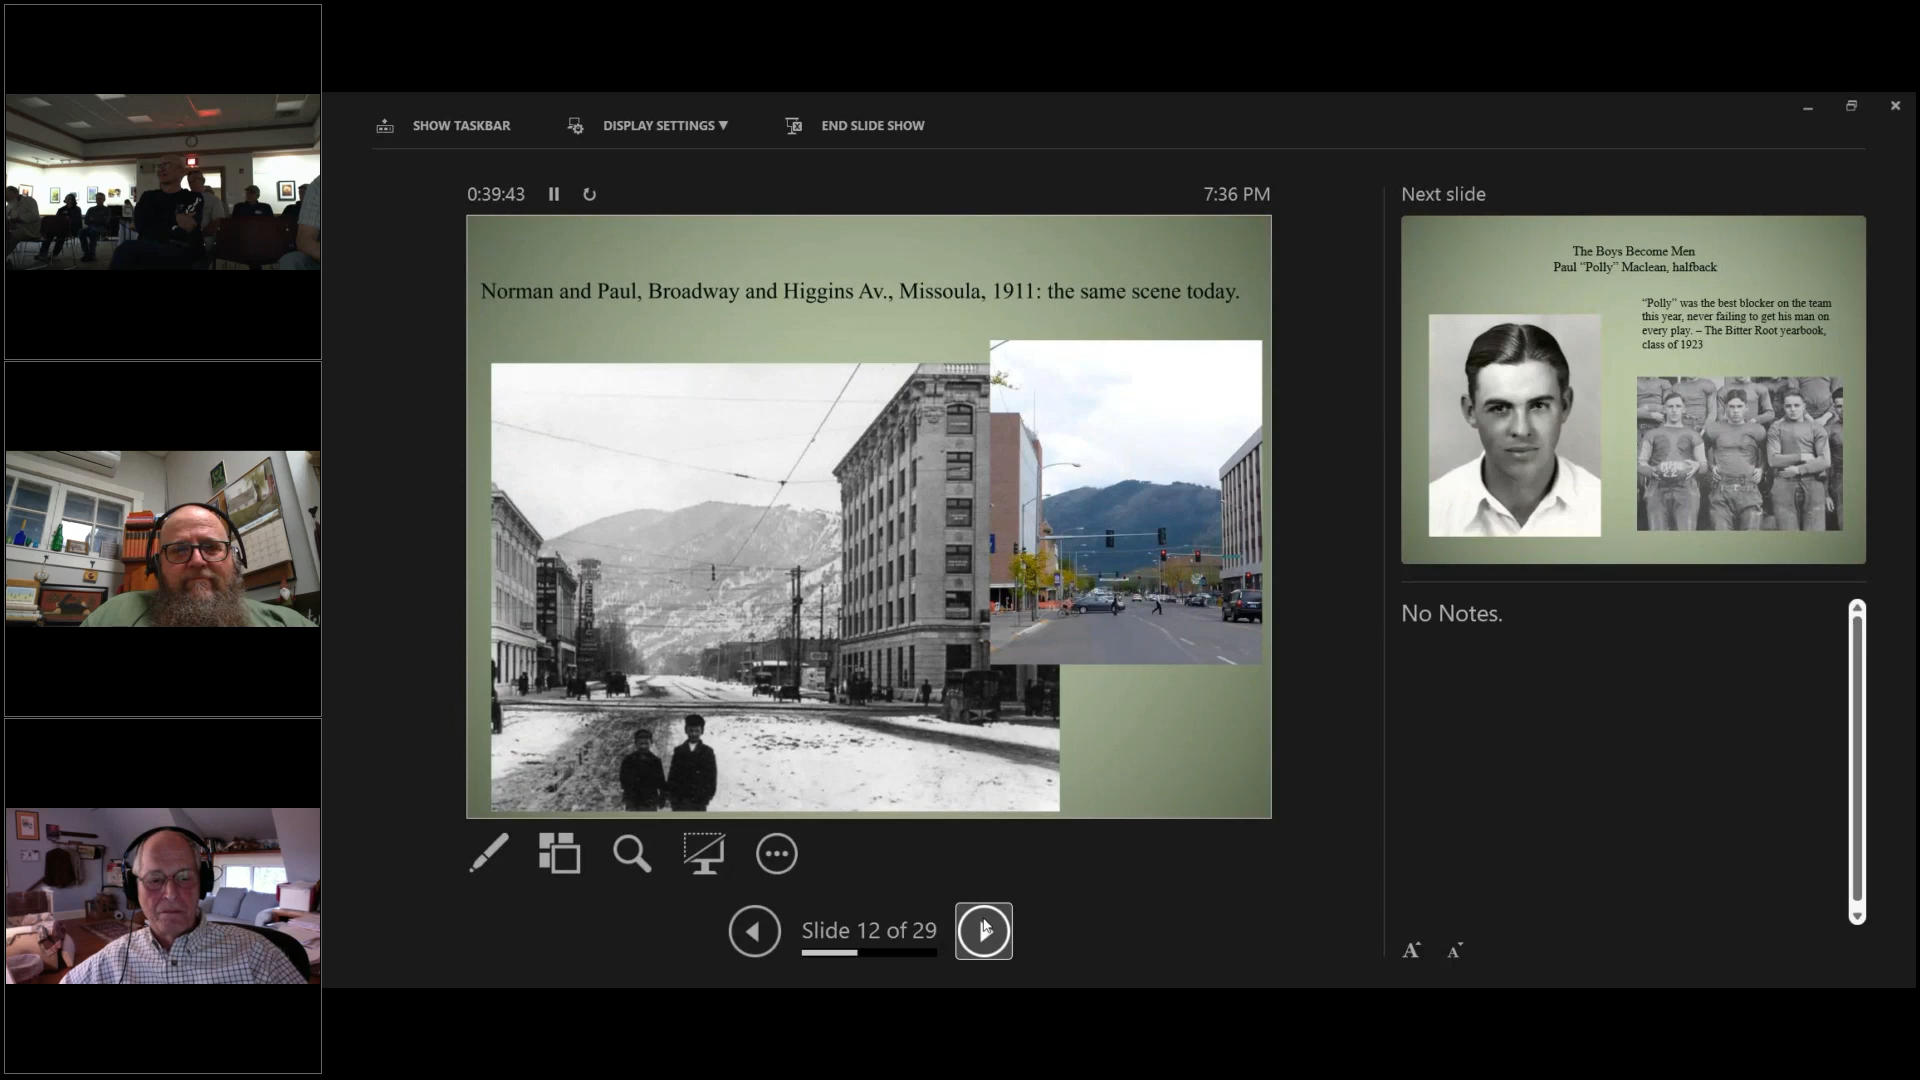 SHOW TASKBAR
DISPLAY SETTINGS ▼
END SLIDE SHOW
0:39:43
7:36 PM
Next slide
Norman and Paul, Broadway and Higgins Av., Missoula, 1911: the same scene today.
The Boys Become Men
Paul “Polly” Maclean, halfback
“Polly” was the best blocker on the team
this year, never failing to get his man on
every play. – The Bitter Root yearbook,
class of 1923
No Notes.
Slide 12 of 29
A A